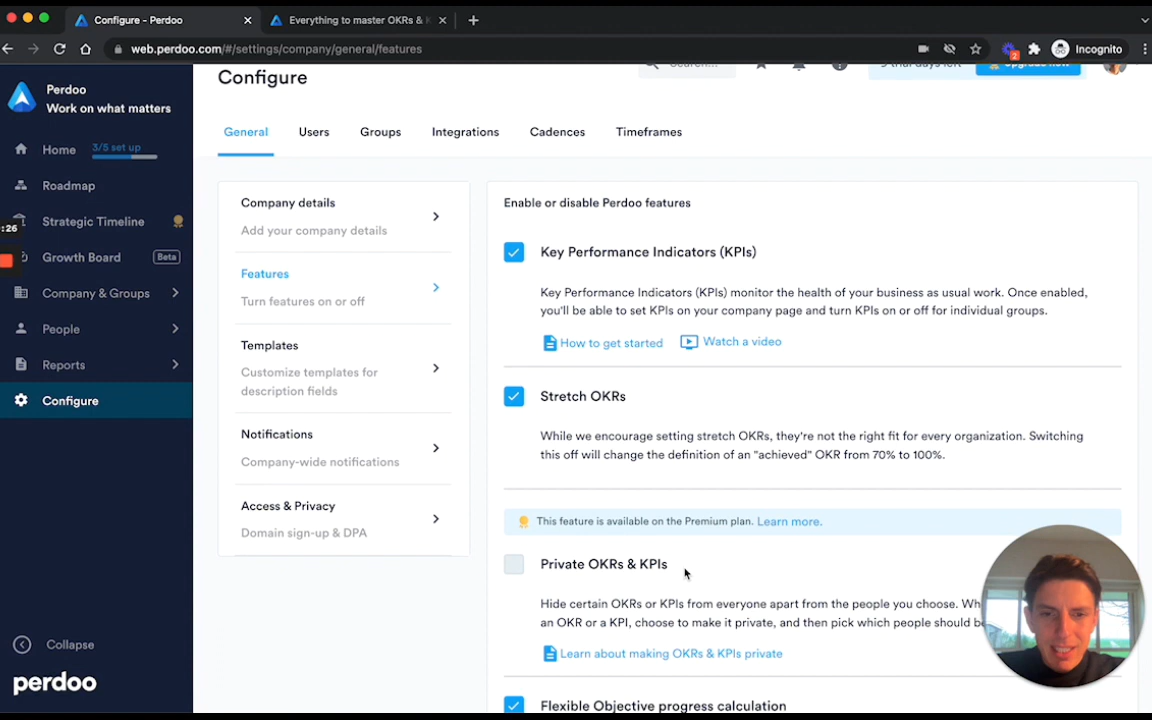 Configure - Perdoo
Everything to master OKRs &
web.perdoo.com/#/settings/company/general/features
2
Incognito
Perdoo
Work on what matters
Home
3/5 set up
Roadmap
:26
Strategic Timeline
Growth Board
Beta
Company & Groups
People
Reports
Configure
Collapse
perdoo
Configure
Search...
trial days left
Upgrade now
General
Users
Groups
Integrations
Cadences
Timeframes
Company details
Add your company details
Features
Turn features on or off
Templates
Customize templates for
description fields
Notifications
Company-wide notifications
Access & Privacy
Domain sign-up & DPA
Enable or disable Perdoo features
Key Performance Indicators (KPIs)
Key Performance Indicators (KPIs) monitor the health of your business as usual work. Once enabled,
you'll be able to set KPIs on your company page and turn KPIs on or off for individual groups.
How to get started
Watch a video
Stretch OKRs
While we encourage setting stretch OKRs, they're not the right fit for every organization. Switching
this off will change the definition of an "achieved" OKR from 70% to 100%.
This feature is available on the Premium plan. Learn more.
Private OKRs & KPIs
Hide certain OKRs or KPIs from everyone apart from the people you choose. Wh
an OKR or a KPI, choose to make it private, and then pick which people should be
Learn about making OKRs & KPIs private
Flexible Objective progress calculation